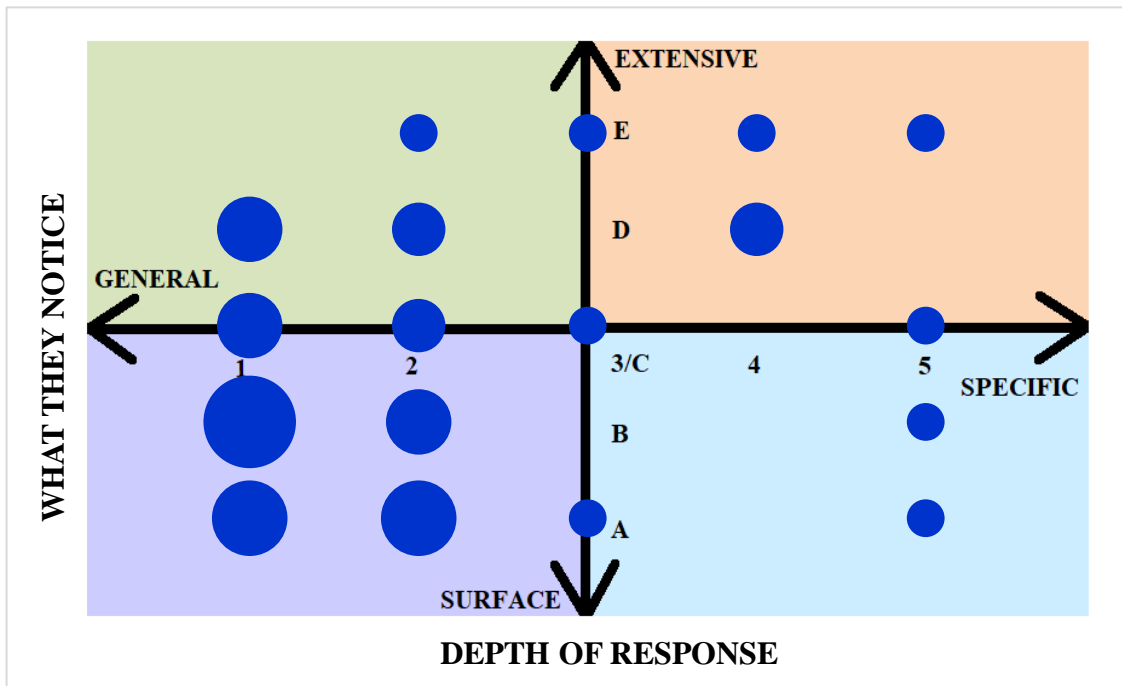 EXTENSIVE
E
D
GENERAL
WHAT THEY NOTICE
1 2 3/C 4 5
SPECIFIC
B
A
SURFACE
DEPTH OF RESPONSE